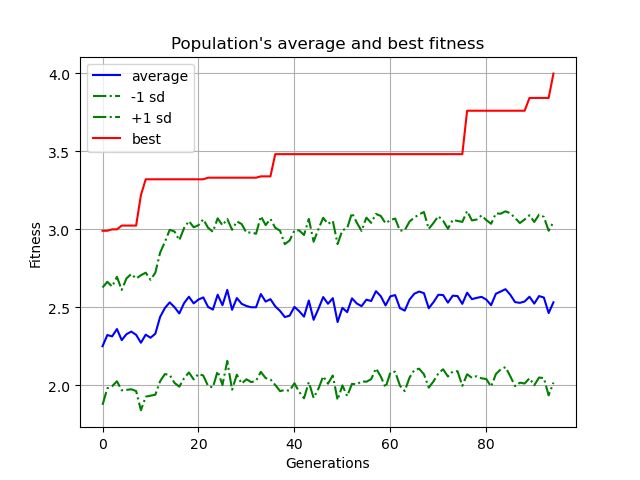 Population's average and best fitness
average
-1 sd
+1 sd
best
4.0
3.5
3.0
2.5
2.0
Fitness
0 20 40 60 80
Generations